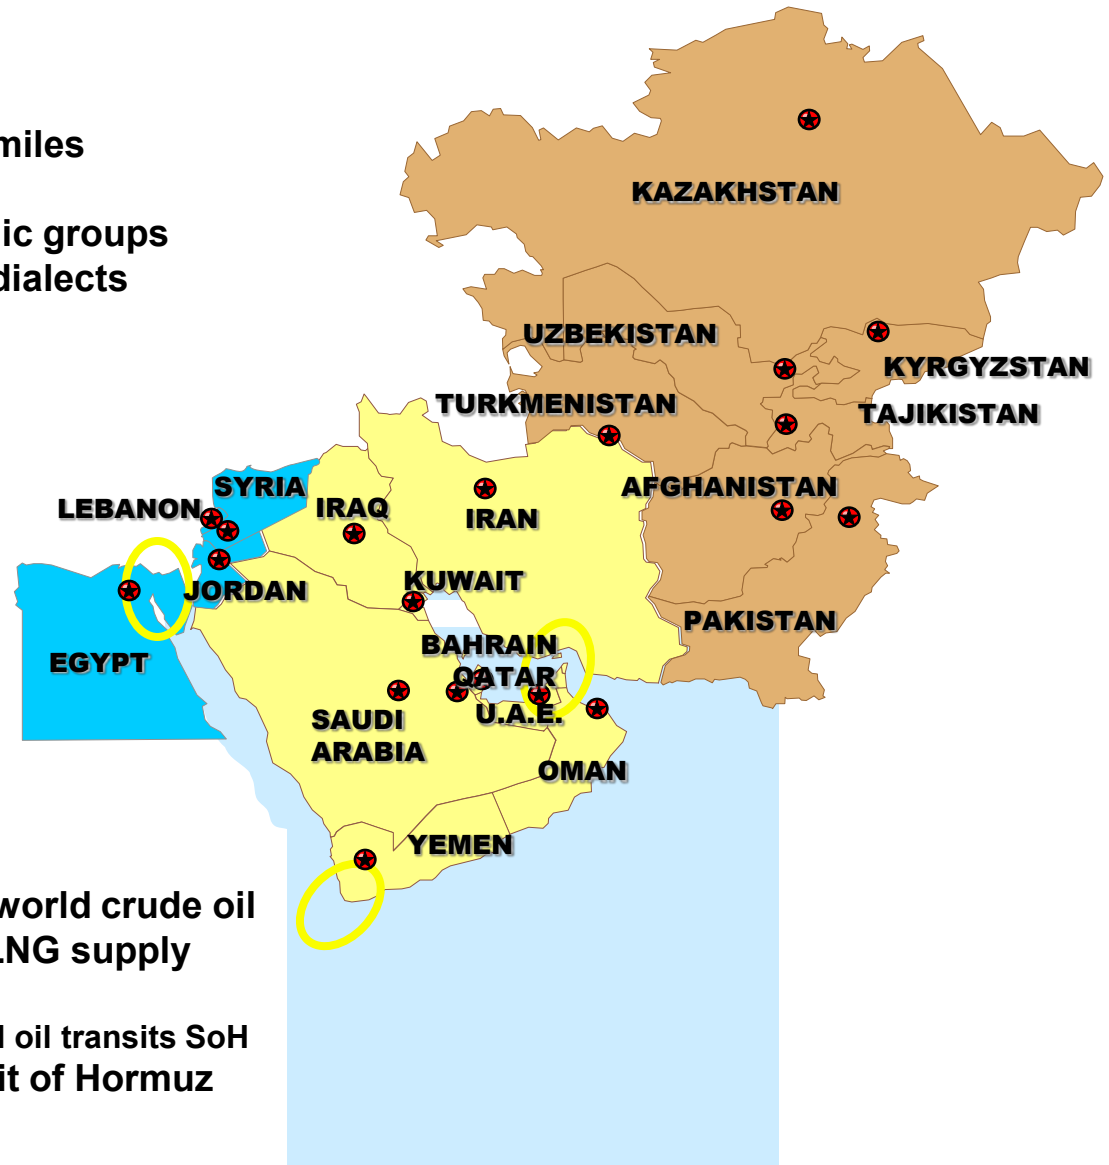 miles
ic groups
dialects
KAZAKHSTAN
UZBEKISTAN
KYRGYZSTAN
TURKMENISTAN
TAJIKISTAN
SYRIA
AFGHANISTAN
LEBANON
IRAQ
IRAN
KUWAIT
JORDAN
PAKISTAN
BAHRAIN
EGYPT
QATAR
U.A.E.
SAUDI
ARABIA
OMAN
YEMEN
world crude oil
LNG supply
l oil transits SoH
it of Hormuz